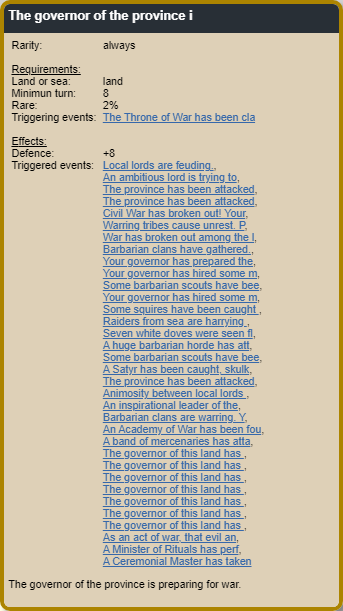 The governor of the province i
Rarity: always
Requirements:
Land or sea: land
Minimun turn: 8
Rare: 2%
Triggering events: The Throne of War has been cla
Effects:
Defence: +8
Triggered events: Local lords are feuding.,
An ambitious lord is trying to,
The province has been attacked,
The province has been attacked,
Civil War has broken out! Your,
Warring tribes cause unrest. P,
War has broken out among the l,
Barbarian clans have gathered.,
Your governor has prepared the,
Your governor has hired some m,
Some barbarian scouts have bee,
Your governor has hired some m,
Some squires have been caught ,
Raiders from sea are harrying ,
Seven white doves were seen fl,
A huge barbarian horde has att,
Some barbarian scouts have bee,
A Satyr has been caught, skulk,
The province has been attacked,
Animosity between local lords ,
An inspirational leader of the,
Barbarian clans are warring. Y,
An Academy of War has been fou,
A band of mercenaries has atta,
The governor of this land has ,
The governor of this land has ,
The governor of this land has ,
The governor of this land has ,
The governor of this land has ,
The governor of this land has ,
The governor of this land has ,
As an act of war, that evil an,
A Minister of Rituals has perf,
A Ceremonial Master has taken
The governor of the province is preparing for war.